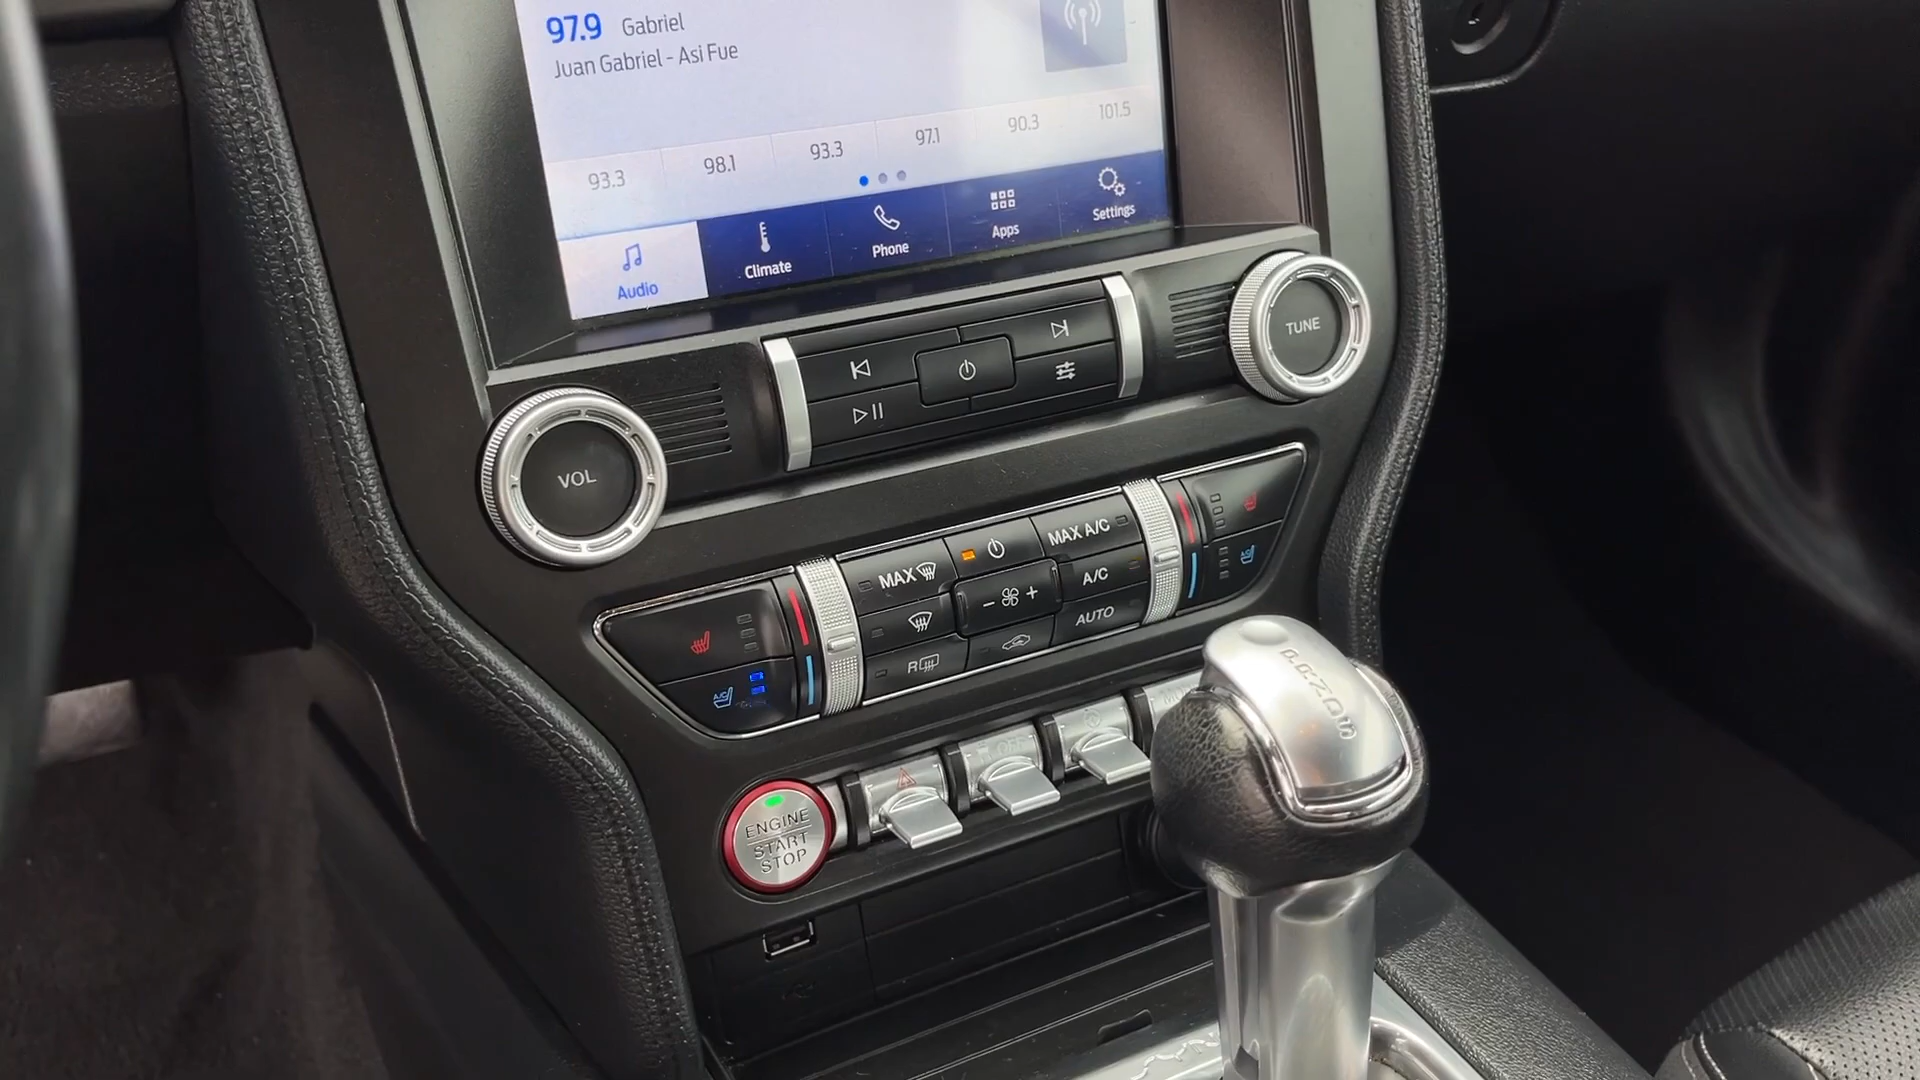 97.9 Gabriel
Juan Gabriel - Asi Fue
93.3 98.1 93.3 97.1 90.3 101.5
Audio Climate Phone Apps Settings
TUNE
VOL
MAX MAX A/C
A/C
AUTO
R
A/C
ENGINE
START
STOP
OFF